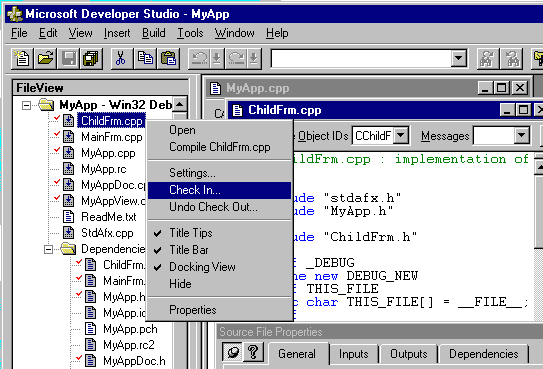 Microsoft Developer Studio - MyApp
File Edit View Insert Build Tools Window Help
FileView
MyApp - Win32 Deb
ChildFrm.cpp
MainFrm.cpp
MyApp.cpp
MyApp.rc
MyAppDoc.c
MyAppView.c
ReadMe.txt
StdAfx.cpp
Dependencie
ChildFrm.
MainFrm.
MyApp.h
MyApp.ic
MyApp.pch
MyApp.rc2
MyAppDoc.h
Open
Compile ChildFrm.cpp
Settings...
Check In...
Undo Check Out...
Title Tips
Title Bar
Docking View
Hide
Properties
MyApp.cpp
ChildFrm.cpp
Object IDs CChildF Messages
ildFrm.cpp : implementation of
ude "stdafx.h"
ude "MyApp.h"
ude "ChildFrm.h"
f _DEBUG
ne new DEBUG_NEW
f THIS_FILE
c char THIS_FILE[] = __FILE__;
Source File Properties
General Inputs Outputs Dependencies